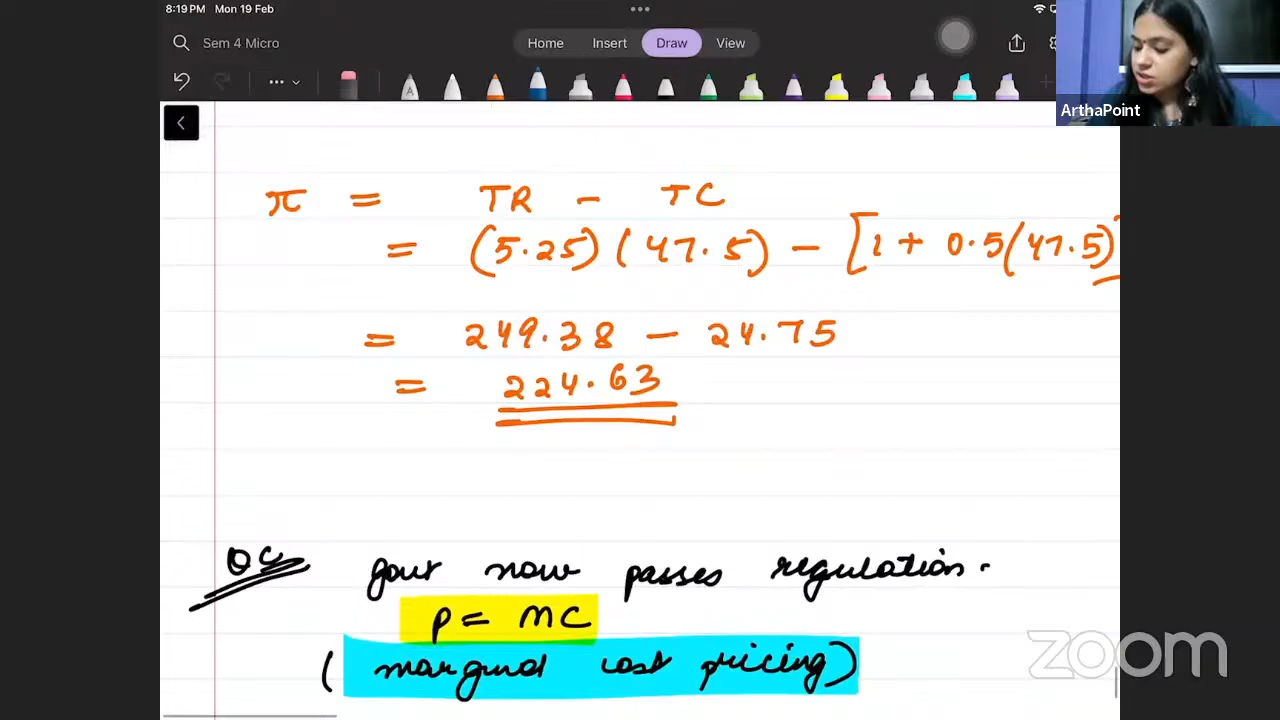 8:19 PM Mon 19 Feb
Sem 4 Micro
Home Insert Draw View
ArthaPoint
π = TR - TC
= (5.25)(47.5) - [1 + 0.5(47.5)]
= 249.38 - 24.75
= 224.63
govt now passes regulation.
P = MC
(marginal cost pricing)
zoom